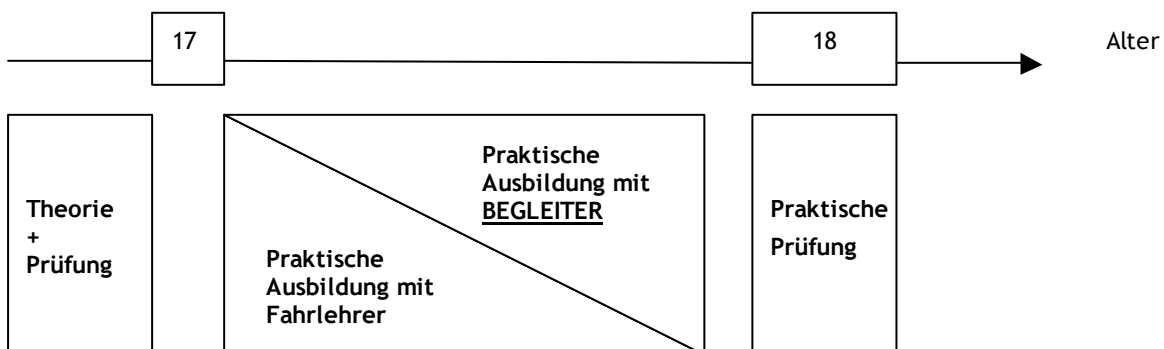 17
18
Alter
Theorie
+
Prüfung
Praktische
Ausbildung mit
Fahrlehrer
Praktische
Ausbildung mit
BEGLEITER
Praktische
Prüfung